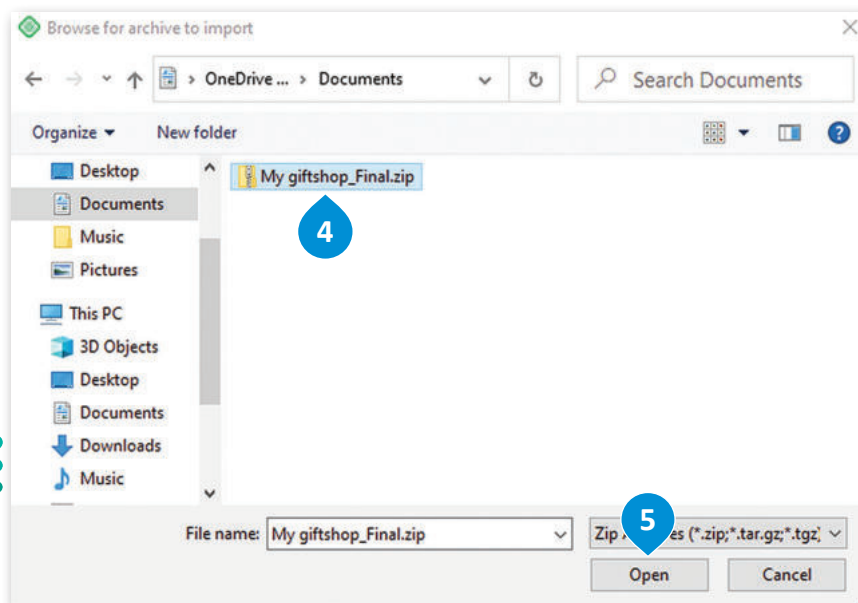 Browse for archive to import
OneDrive ... > Documents
Search Documents
Organize
New folder
Desktop
Documents
Music
Pictures
This PC
3D Objects
Desktop
Documents
Downloads
Music
My giftshop_Final.zip
4
File name: My giftshop_Final.zip
Zip es (*.zip;*.tar.gz;*.tgz)
5
Open
Cancel